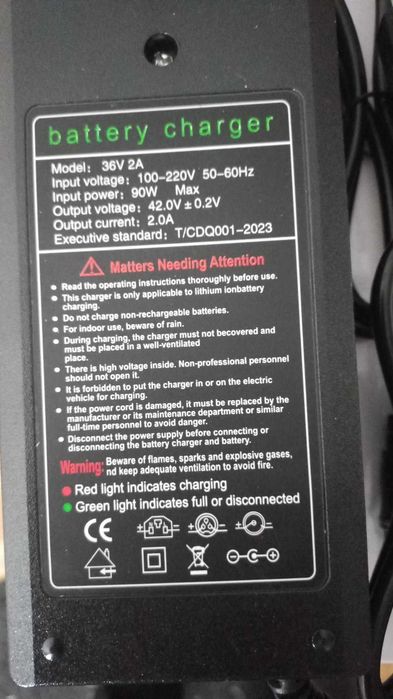 battery charger
Model: 36V 2A
Input voltage: 100-220V 50-60Hz
Input power: 90W Max
Output voltage: 42.0V±0.2V
Output current: 2.0A
Executive standard: T/CDQ001-2023
Matters Needing Attention
Read the operating instructions thoroughly before use.
This charger is only applicable to lithium ionbattery
charging.
Do not charge non-rechargeable batteries.
For indoor use, beware of rain.
During charging, the charger must not becovered and
must be placed in a well-ventilated
place.
There is high voltage inside. Non-professional personnel
should not open it.
It is forbidden to put the charger in or on the electric
vehicle for charging.
If the power cord is damaged, it must be replaced by the
manufacturer or its maintenance department or similar
full-time personnel to avoid danger.
Disconnect the power supply before connecting or
disconnecting the battery charger and battery.
Warning: Beware of flames, sparks and explosive gases,
nd keep adequate ventilation to avoid fire.
Red light indicates charging
Green light indicates full or disconnected
CE